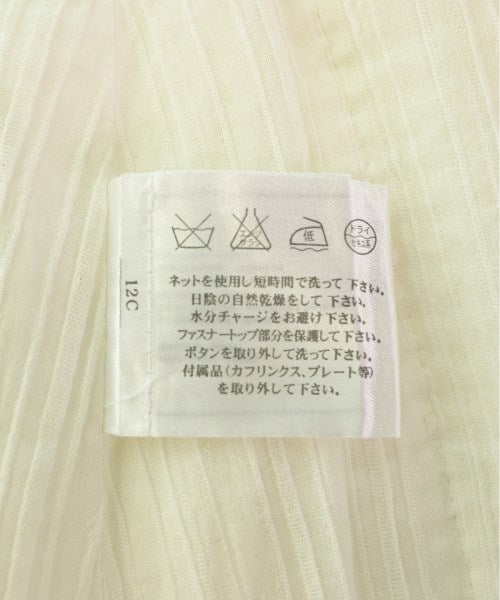 エンソ
サラシ
低
ドライ
セキユ系
ネットを使用し短時間で洗って下さい。
日陰の自然乾燥をして下さい。
水分チャージをお避け下さい。
ファスナートップ部分を保護して下さい。
ボタンを取り外して洗って下さい。
付属品(カフリンクス、プレート等)
を取り外して下さい。
12C